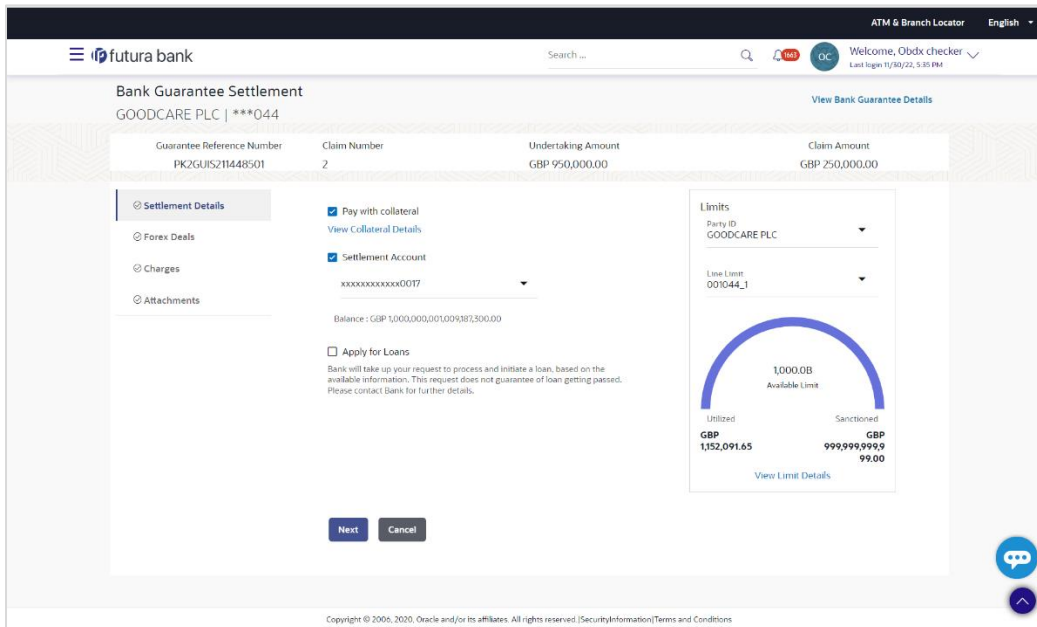 ATM & Branch Locator English
futura bank
Search ...
1663
OC
Welcome, Obdx checker
Last login 11/30/22, 5:35 PM
Bank Guarantee Settlement
View Bank Guarantee Details
GOODCARE PLC | ***044
Guarantee Reference Number Claim Number Undertaking Amount Claim Amount
PK2GUIS211448501 2 GBP 950,000.00 GBP 250,000.00
Settlement Details
Forex Deals
Charges
Attachments
Pay with collateral
View Collateral Details
Settlement Account
xxxxxxxxxxxx0017
Balance : GBP 1,000,000,001,009,187,300.00
Apply for Loans
Bank will take up your request to process and initiate a loan, based on the
available information. This request does not guarantee of loan getting passed.
Please contact Bank for further details.
Limits
Party ID
GOODCARE PLC
Line Limit
001044_1
1,000.0B
Available Limit
Utilized Sanctioned
GBP GBP
1,152,091.65 999,999,999,9
99.00
View Limit Details
Next Cancel
Copyright © 2006, 2020, Oracle and/or its affiliates. All rights reserved.|SecurityInformation|Terms and Conditions